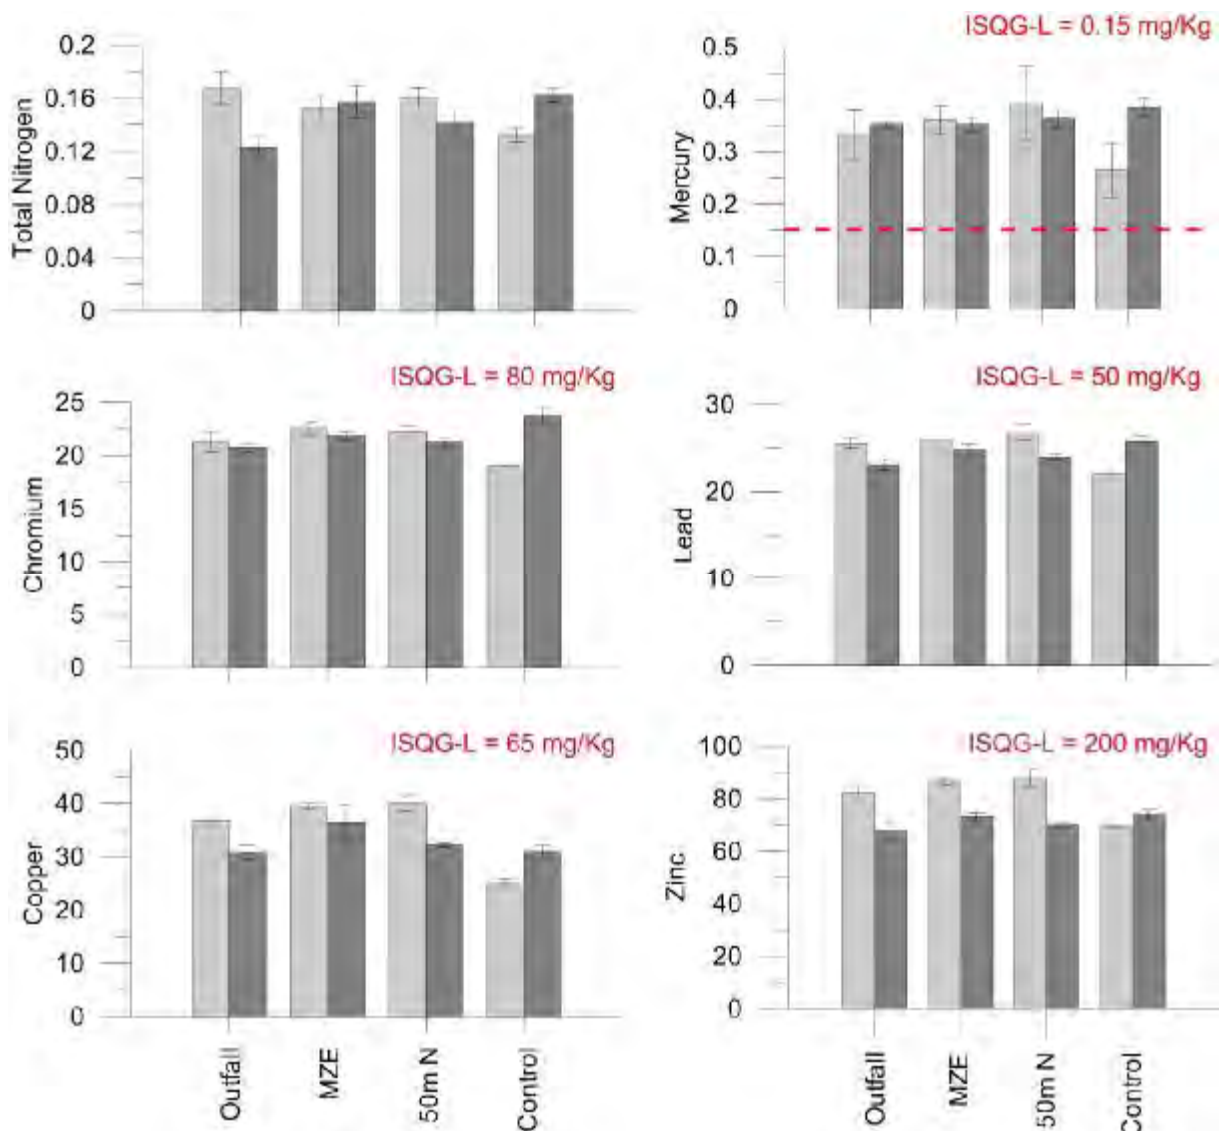 ISQG-L = 0.15 mg/Kg
0.2
0.16
0.12
0.08
0.04
0
Total Nitrogen
0.5
0.4
0.3
0.2
0.1
0
Mercury
ISQG-L = 80 mg/Kg
25
20
15
10
5
0
Chromium
ISQG-L = 50 mg/Kg
30
20
10
0
Lead
ISQG-L = 65 mg/Kg
50
40
30
20
10
0
Copper
Outfall
MZE
50m N
Control
ISQG-L = 200 mg/Kg
100
80
60
40
20
0
Zinc
Outfall
MZE
50m N
Control